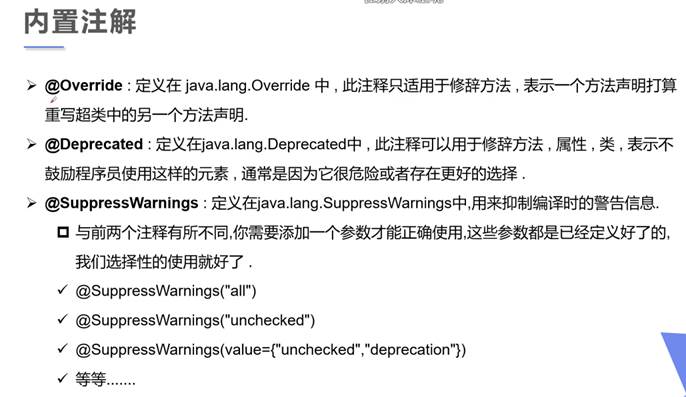 内置注解
@Override : 定义在 java.lang.Override 中 , 此注释只适用于修辞方法 , 表示一个方法声明打算
重写超类中的另一个方法声明.
@Deprecated : 定义在java.lang.Deprecated中 , 此注释可以用于修辞方法 , 属性 , 类 , 表示不
鼓励程序员使用这样的元素 , 通常是因为它很危险或者存在更好的选择 .
@SuppressWarnings : 定义在java.lang.SuppressWarnings中,用来抑制编译时的警告信息.
与前两个注释有所不同,你需要添加一个参数才能正确使用,这些参数都是已经定义好了的,
我们选择性的使用就好了 .
@SuppressWarnings("all")
@SuppressWarnings("unchecked")
@SuppressWarnings(value={"unchecked","deprecation"})
等等.......